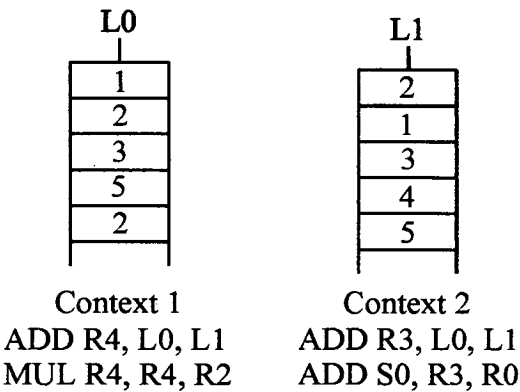 L0
1
2
3
5
2
L1
2
1
3
4
5
Context 1
ADD R4, L0, L1
MUL R4, R4, R2
Context 2
ADD R3, L0, L1
ADD S0, R3, R0